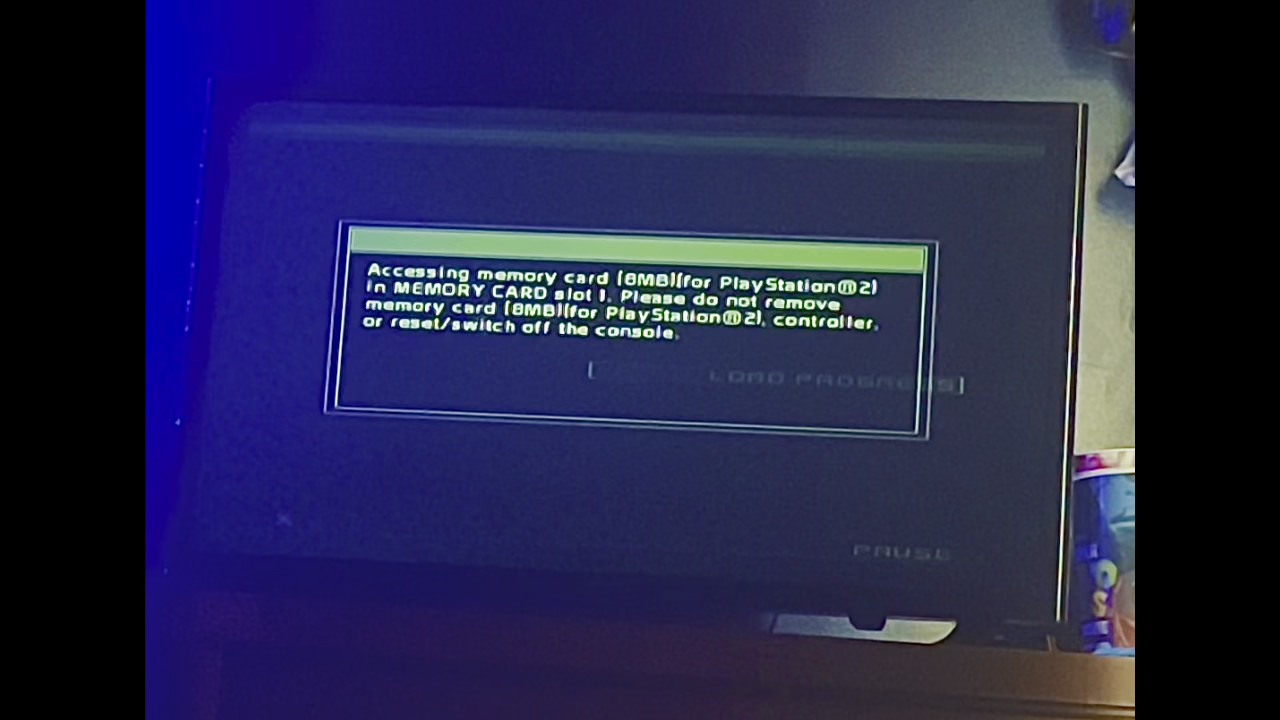 Accessing memory card (8MB)(for PlayStation®2)
in MEMORY CARD slot 1. Please do not remove
memory card (8MB)(for PlayStation®2), controller,
or reset/switch off the console.
[ LOAD PROGRESS]
PAUSE